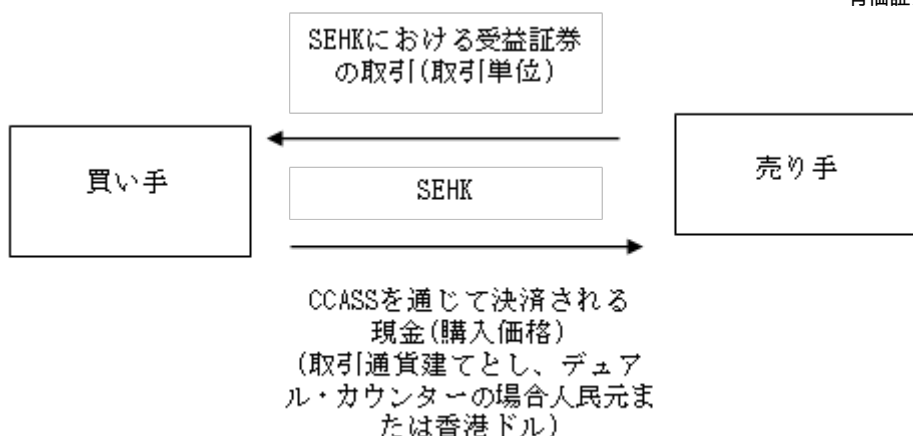 SEHKにおける受益証券
の取引(取引単位)
買い手
売り手
SEHK
CCASSを通じて決済される
現金(購入価格)
(取引通貨建てとし、デュア
ル・カウンターの場合人民元ま
たは香港ドル)